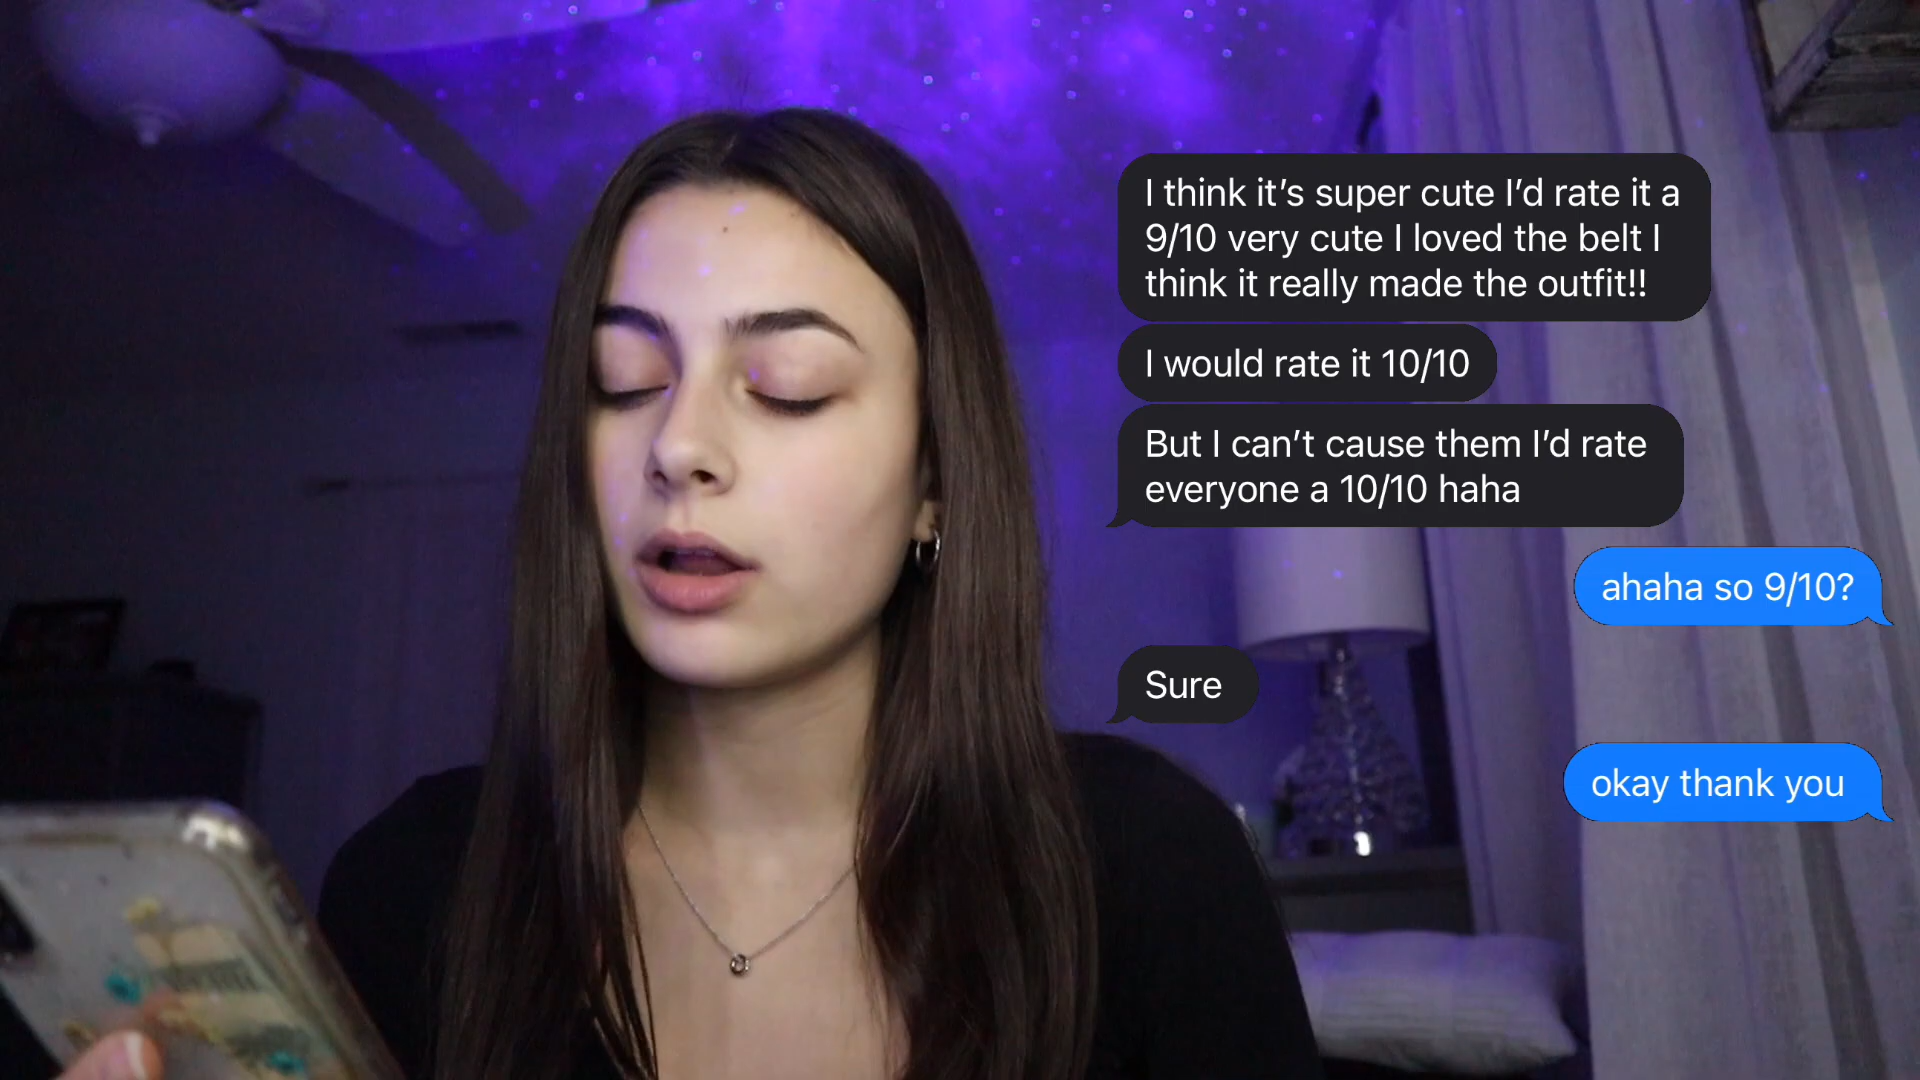 I think it’s super cute I’d rate it a
9/10 very cute I loved the belt I
think it really made the outfit!!
I would rate it 10/10
But I can’t cause them I’d rate
everyone a 10/10 haha
ahaha so 9/10?
Sure
okay thank you